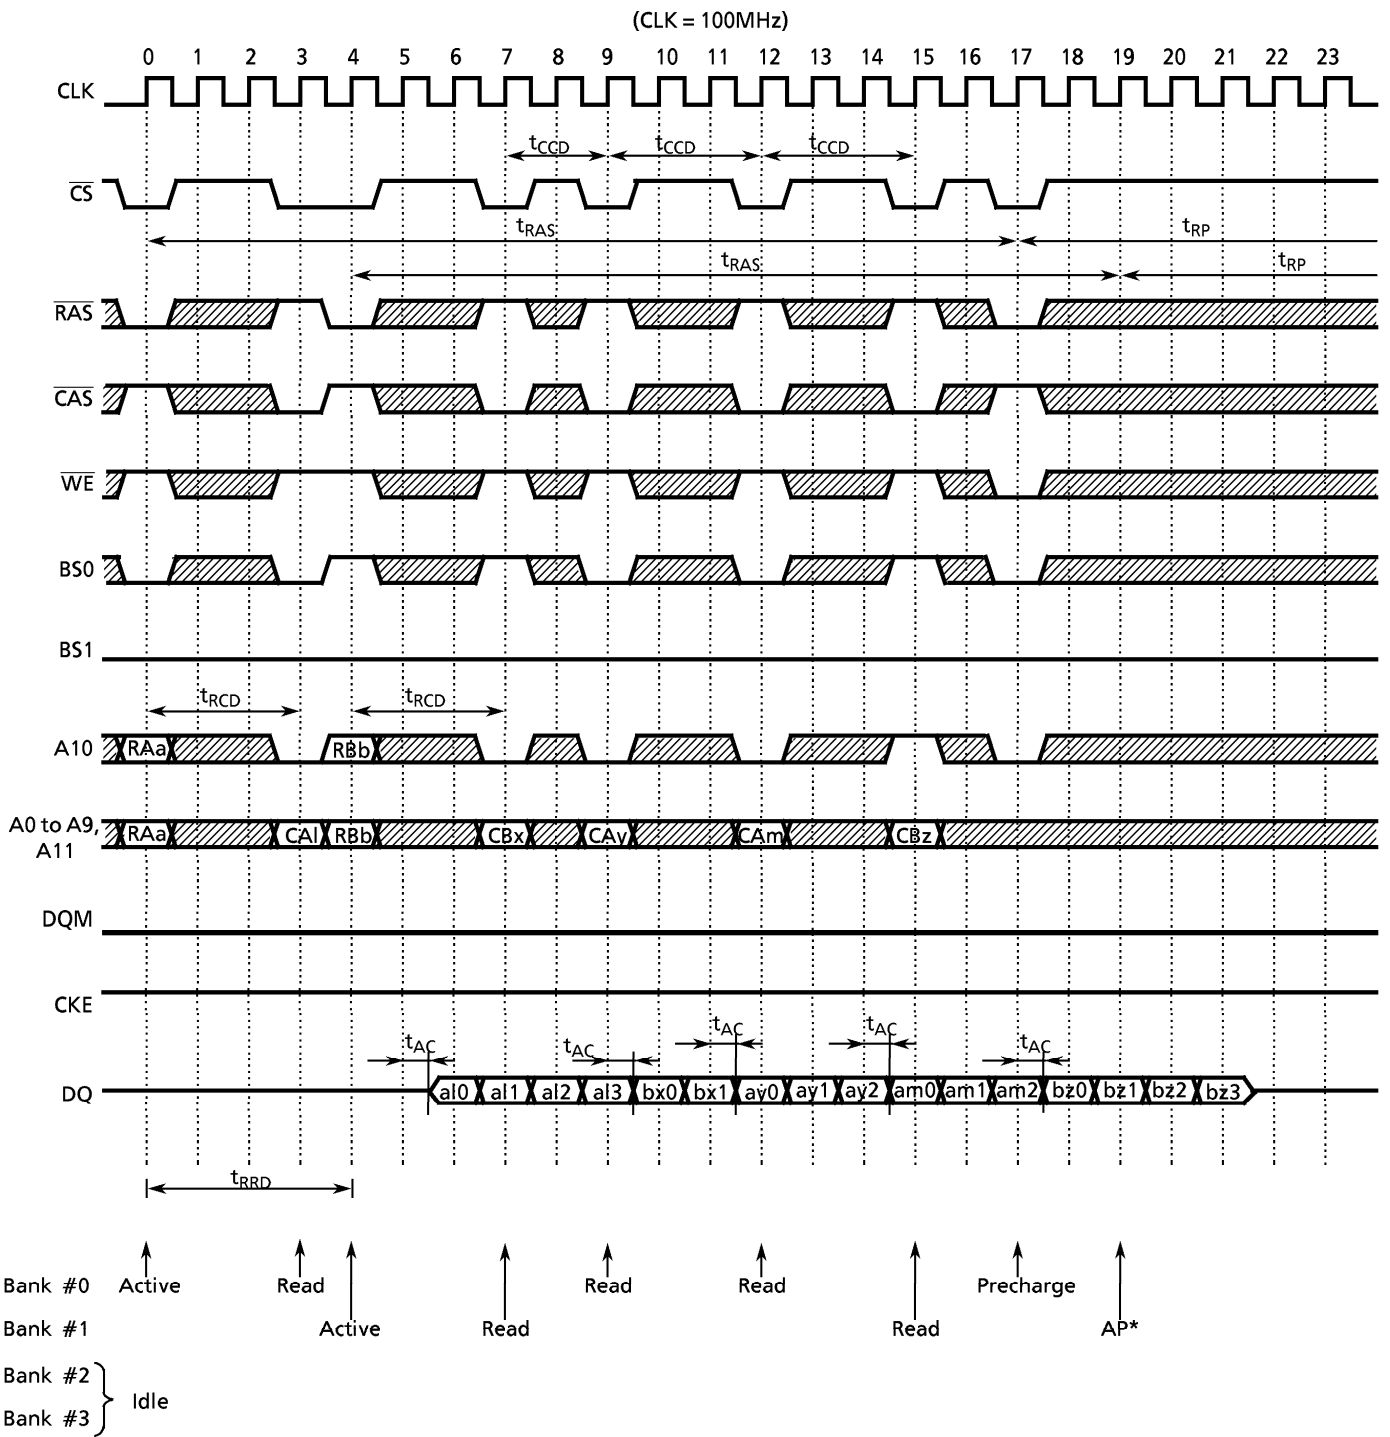 (CLK = 100MHz)
0 1 2 3 4 5 6 7 8 9 10 11 12 13 14 15 16 17 18 19 20 21 22 23
CLK
tCCD tCCD tCCD
CS
tRAS tRP
tRAS tRP
RAS
CAS
WE
BS0
BS1
tRCD tRCD
A10 RAa RBb
A0 to A9,
A11
RAa CAl RBb CBx CAy CAm CBz
DQM
CKE
tAC tAC tAC tAC tAC
DQ al0 al1 al2 al3 bx0 bx1 ay0 ay1 ay2 am0 am1 am2 bz0 bz1 bz2 bz3
tRRD
Bank #0 Active Read Read Read Precharge
Bank #1 Active Read Read AP*
Bank #2
Idle
Bank #3